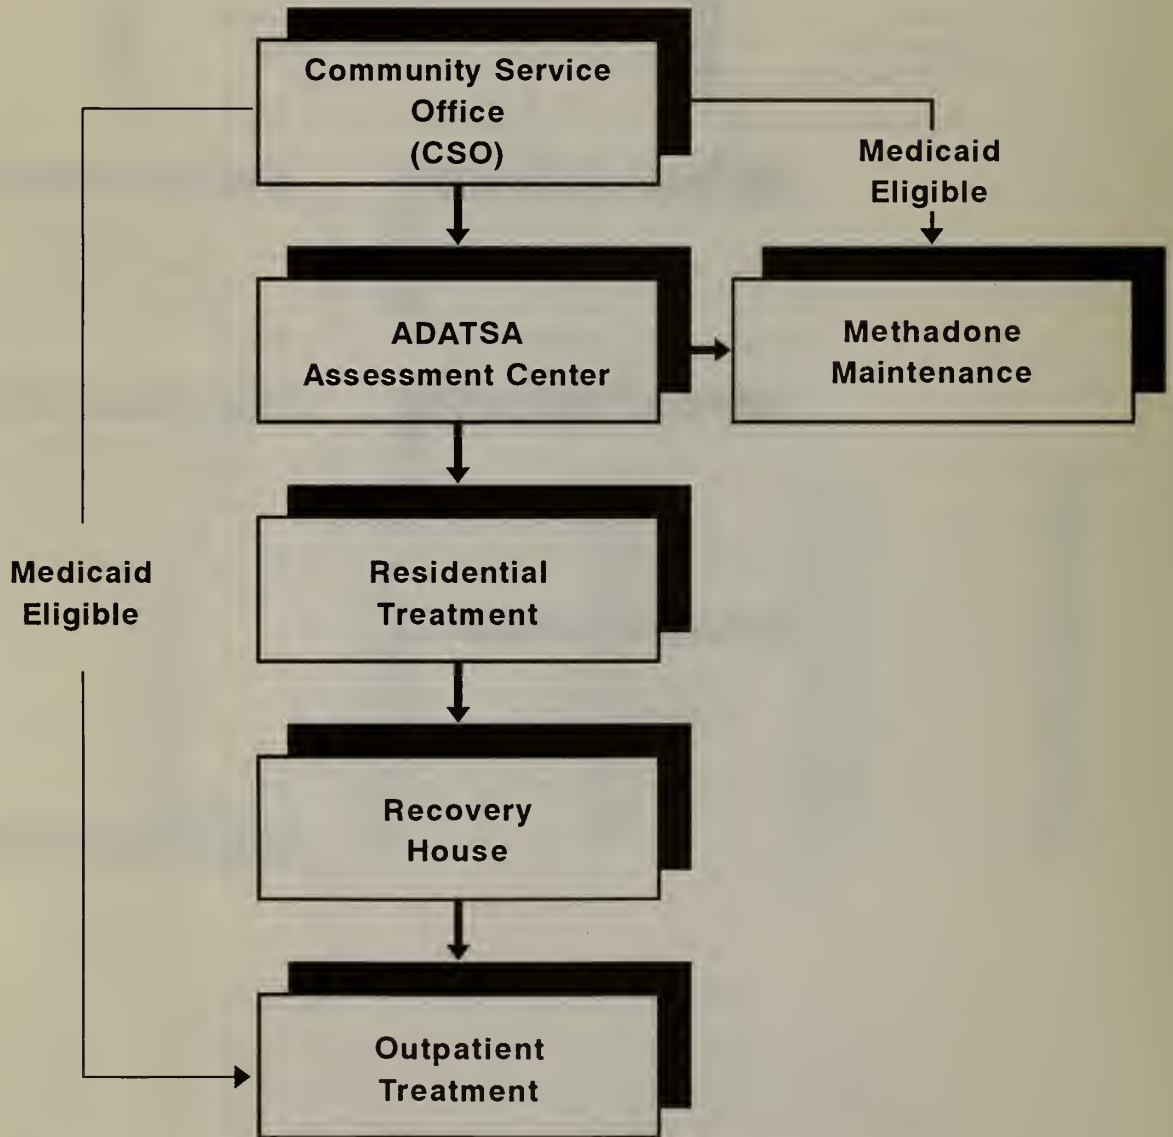 Community Service
Office
(CSO)
Medicaid
Eligible
ADATSA
Assessment Center
Methadone
Maintenance
Residential
Treatment
Medicaid
Eligible
Recovery
House
Outpatient
Treatment